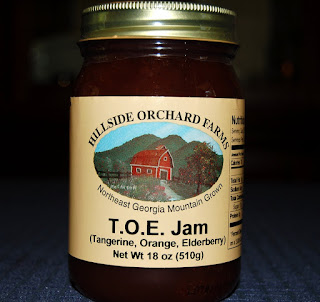 HILLSIDE ORCHARD FARMS
Northeast Georgia Mountain Grown
T.O.E. Jam
(Tangerine, Orange, Elderberry)
Net Wt 18 oz (510g)